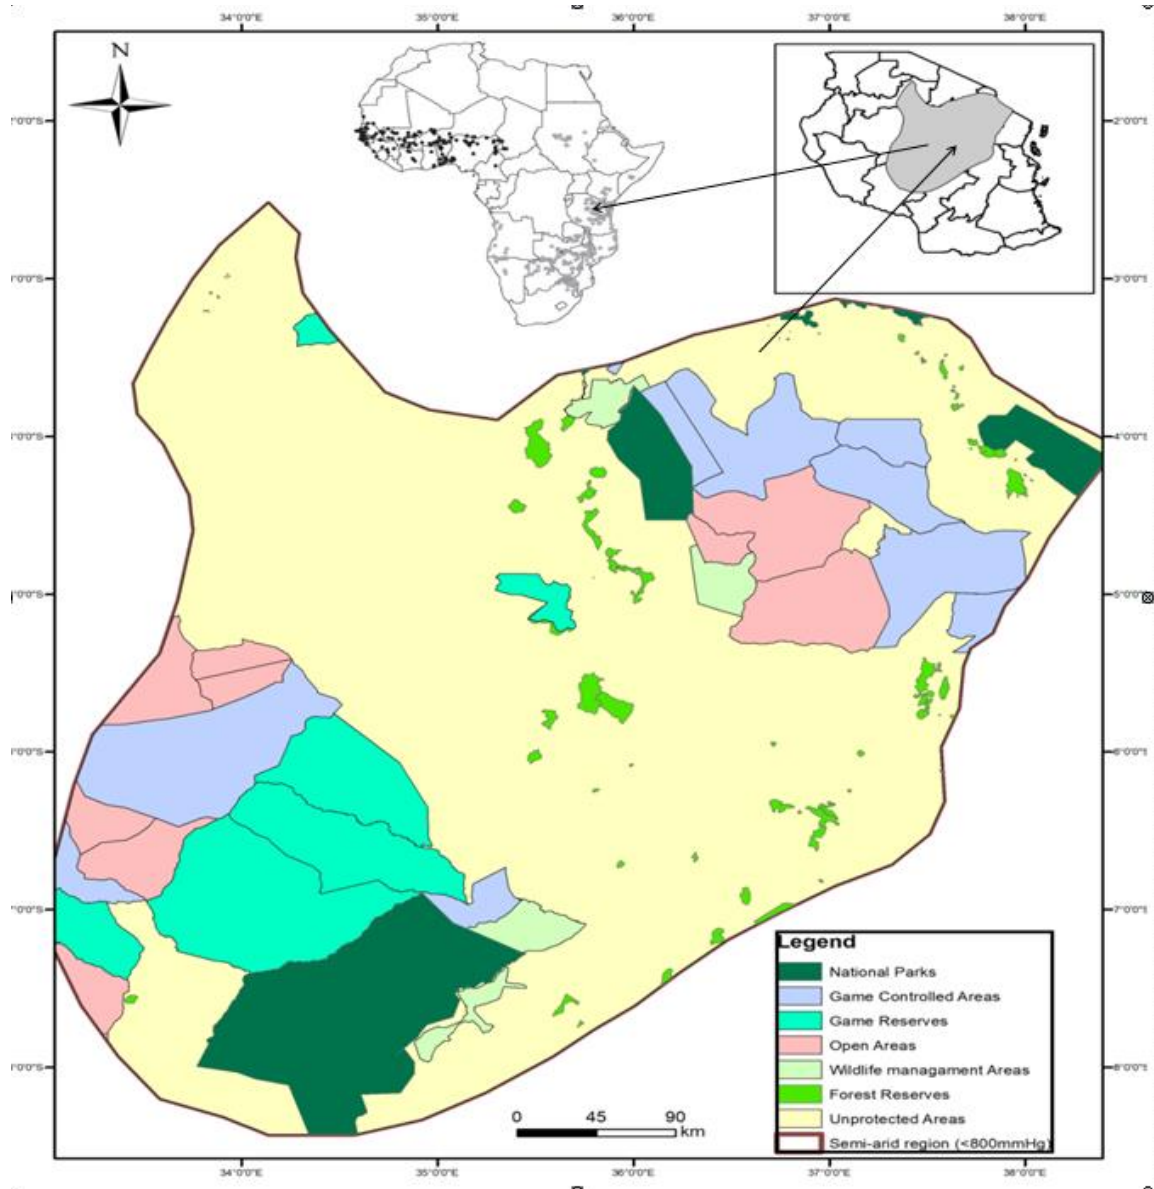 34°0'0"E 35°0'0"E 36°0'0"E 37°0'0"E 38°0'0"E
N
2°0'0"S
3°0'0"S
4°0'0"S
5°0'0"S
6°0'0"S
7°0'0"S
8°0'0"S
Legend
National Parks
Game Controlled Areas
Game Reserves
Open Areas
Wildlife managament Areas
Forest Reserves
Unprotected Areas
Semi-arid region (<800mmHg)
0 45 90
km
34°0'0"E 35°0'0"E 36°0'0"E 37°0'0"E 38°0'0"E